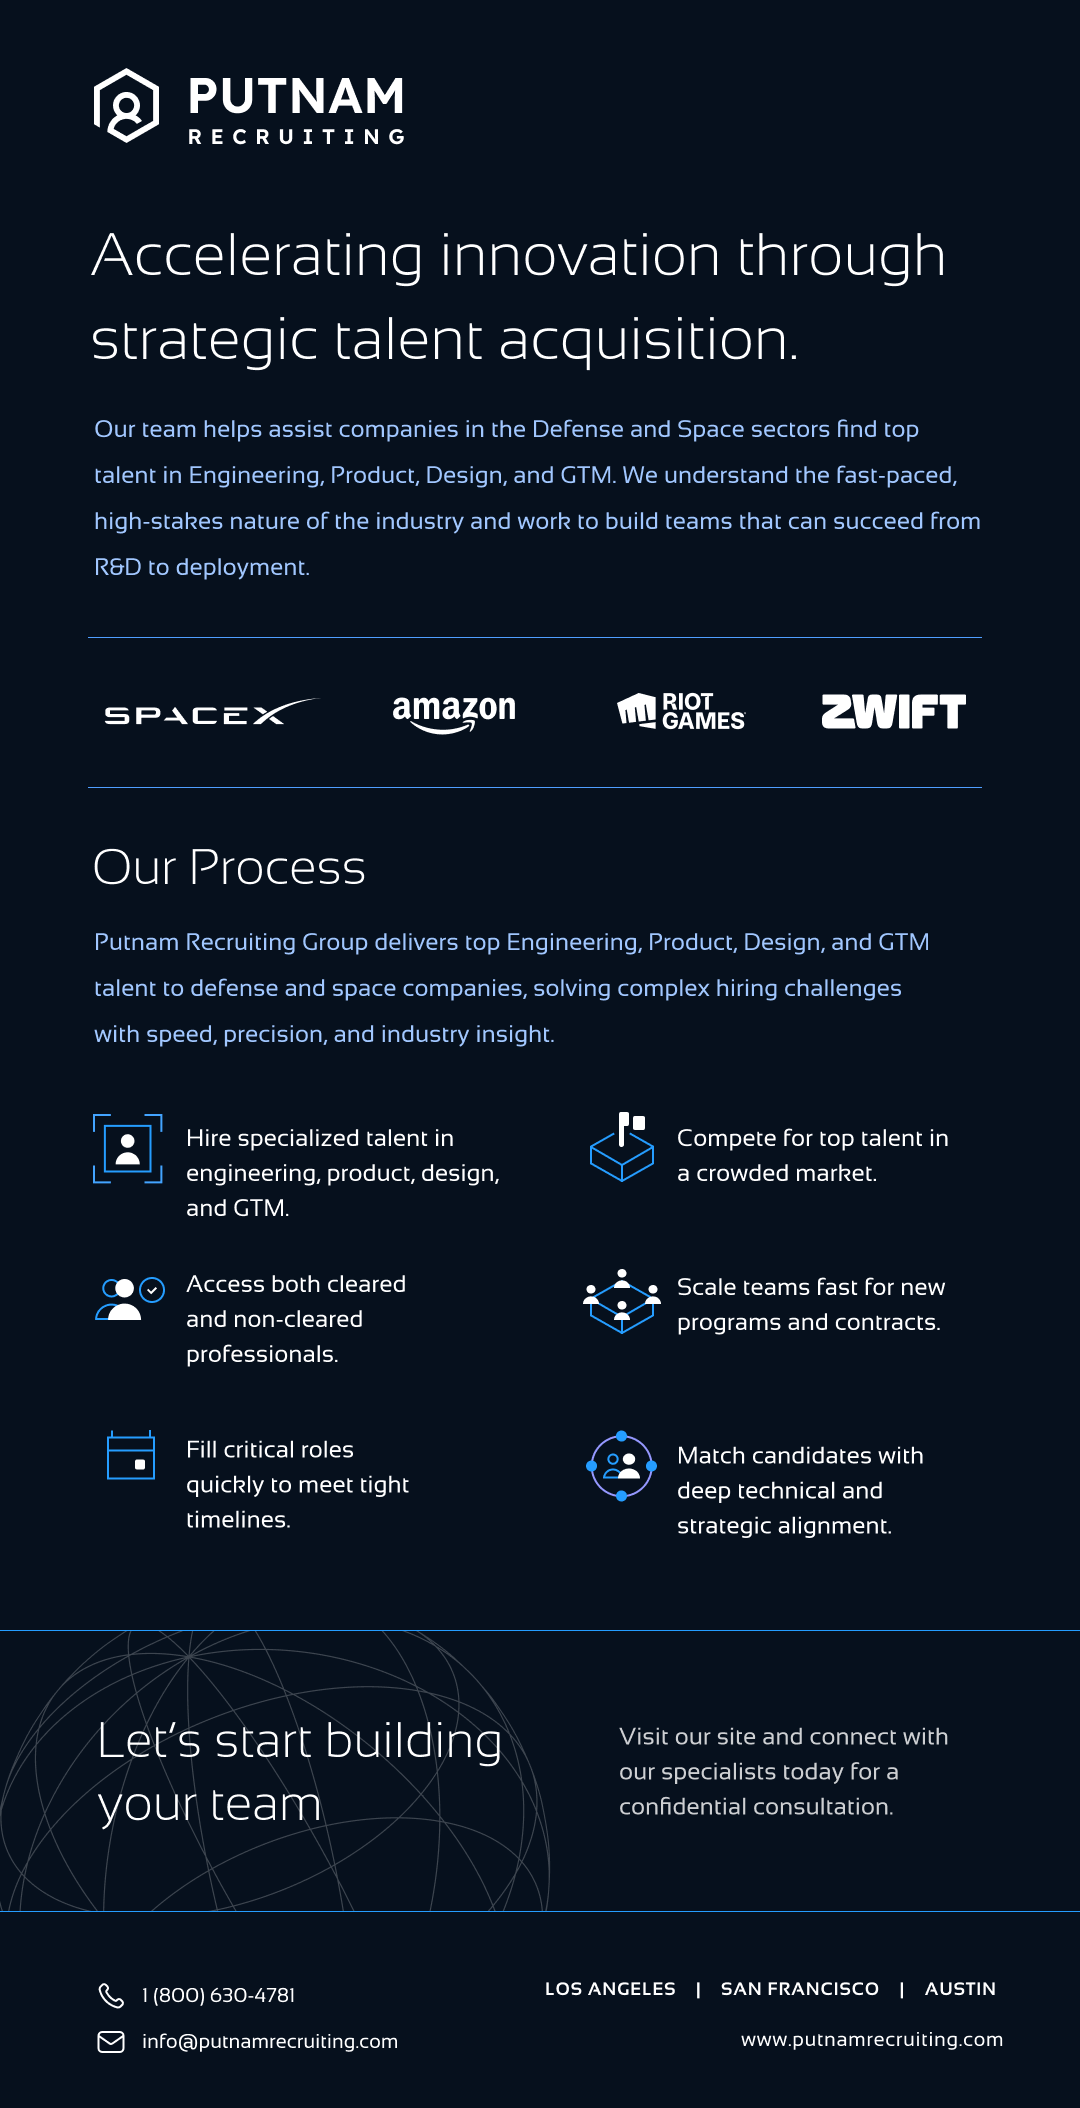 PUTNAM
RECRUITING
Accelerating innovation through
strategic talent acquisition.
Our team helps assist companies in the Defense and Space sectors find top
talent in Engineering, Product, Design, and GTM. We understand the fast-paced,
high-stakes nature of the industry and work to build teams that can succeed from
R&D to deployment.
SPACEX
amazon
RIOT
GAMES
ZWIFT
Our Process
Putnam Recruiting Group delivers top Engineering, Product, Design, and GTM
talent to defense and space companies, solving complex hiring challenges
with speed, precision, and industry insight.
Hire specialized talent in
engineering, product, design,
and GTM.
Compete for top talent in
a crowded market.
Access both cleared
and non-cleared
professionals.
Scale teams fast for new
programs and contracts.
Fill critical roles
quickly to meet tight
timelines.
Match candidates with
deep technical and
strategic alignment.
Let's start building
your team
Visit our site and connect with
our specialists today for a
confidential consultation.
1 (800) 630-4781
info@putnamrecruiting.com
LOS ANGELES | SAN FRANCISCO | AUSTIN
www.putnamrecruiting.com